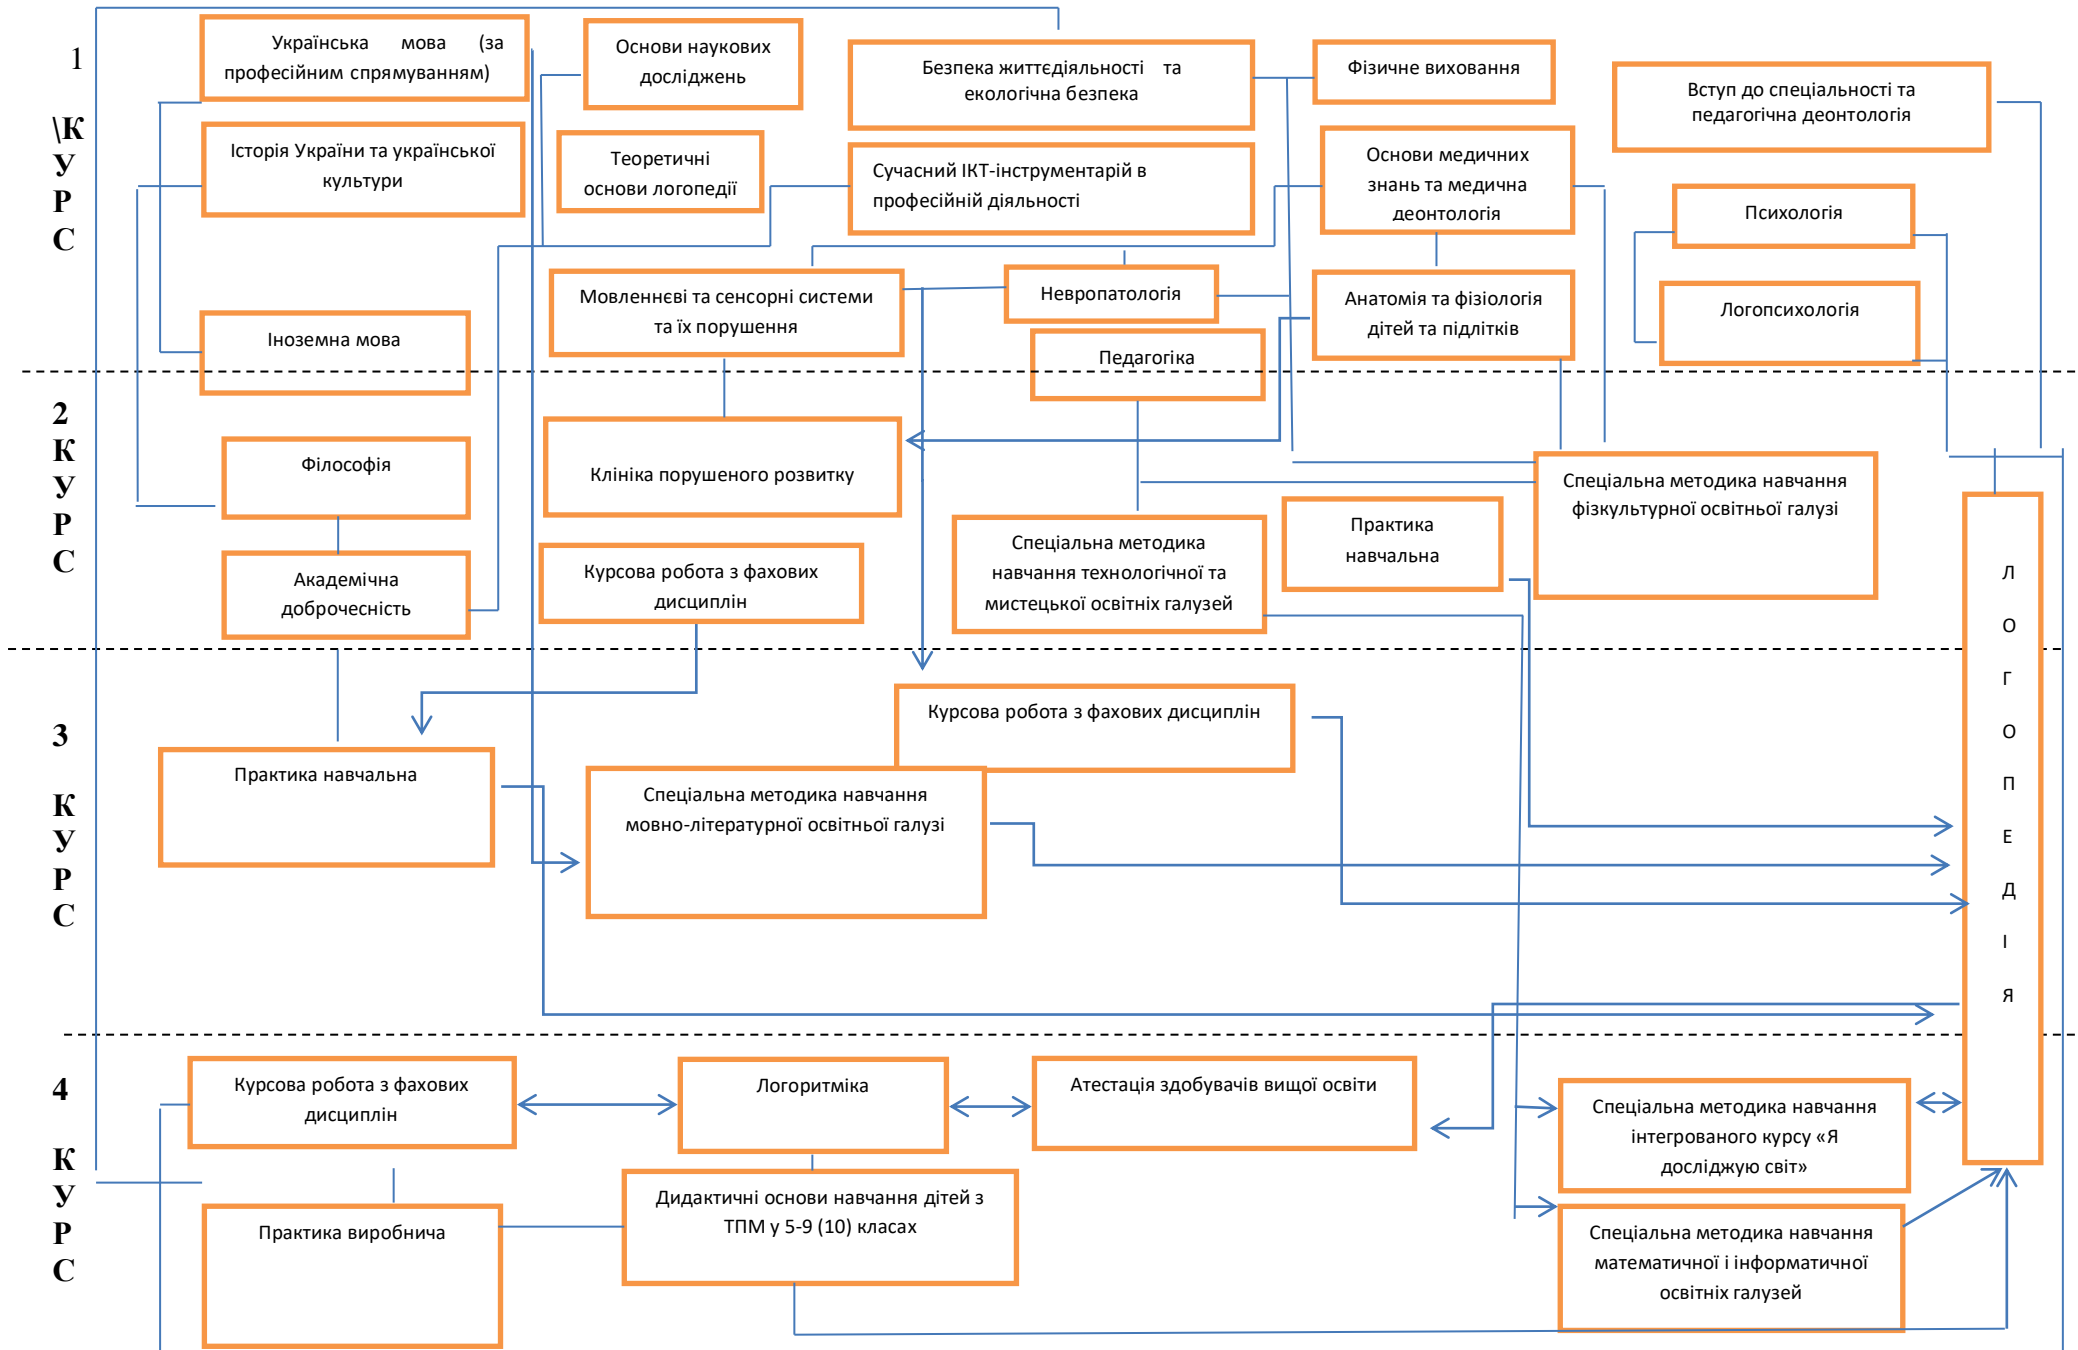 1
\К
У
Р
С
Українська мова (за
професійним спрямуванням)
Основи наукових
досліджень
Безпека життєдіяльності та
екологічна безпека
Фізичне виховання
Вступ до спеціальності та
педагогічна деонтологія
Історія України та української
культури
Теоретичні
основи логопедії
Сучасний ІКТ-інструментарій в
професійній діяльності
Основи медичних
знань та медична
деонтологія
Психологія
Іноземна мова
Мовленнєві та сенсорні системи
та їх порушення
Невропатологія
Анатомія та фізіологія
дітей та підлітків
Логопсихологія
Педагогіка
2
К
У
Р
С
Філософія
Клініка порушеного розвитку
Спеціальна методика навчання
фізкультурної освітньої галузі
Академічна
доброчесність
Курсова робота з фахових
дисциплін
Спеціальна методика
навчання технологічної та
мистецької освітніх галузей
Практика
навчальна
Л
О
Г
О
П
Е
Д
І
Я
3
К
У
Р
С
Курсова робота з фахових дисциплін
Практика навчальна
Спеціальна методика навчання
мовно-літературної освітньої галузі
4
К
У
Р
С
Курсова робота з фахових
дисциплін
Логоритміка
Атестація здобувачів вищої освіти
Спеціальна методика навчання
інтегрованого курсу «Я
досліджую світ»
Практика виробнича
Дидактичні основи навчання дітей з
ТПМ у 5-9 (10) класах
Спеціальна методика навчання
математичної і інформатичної
освітніх галузей